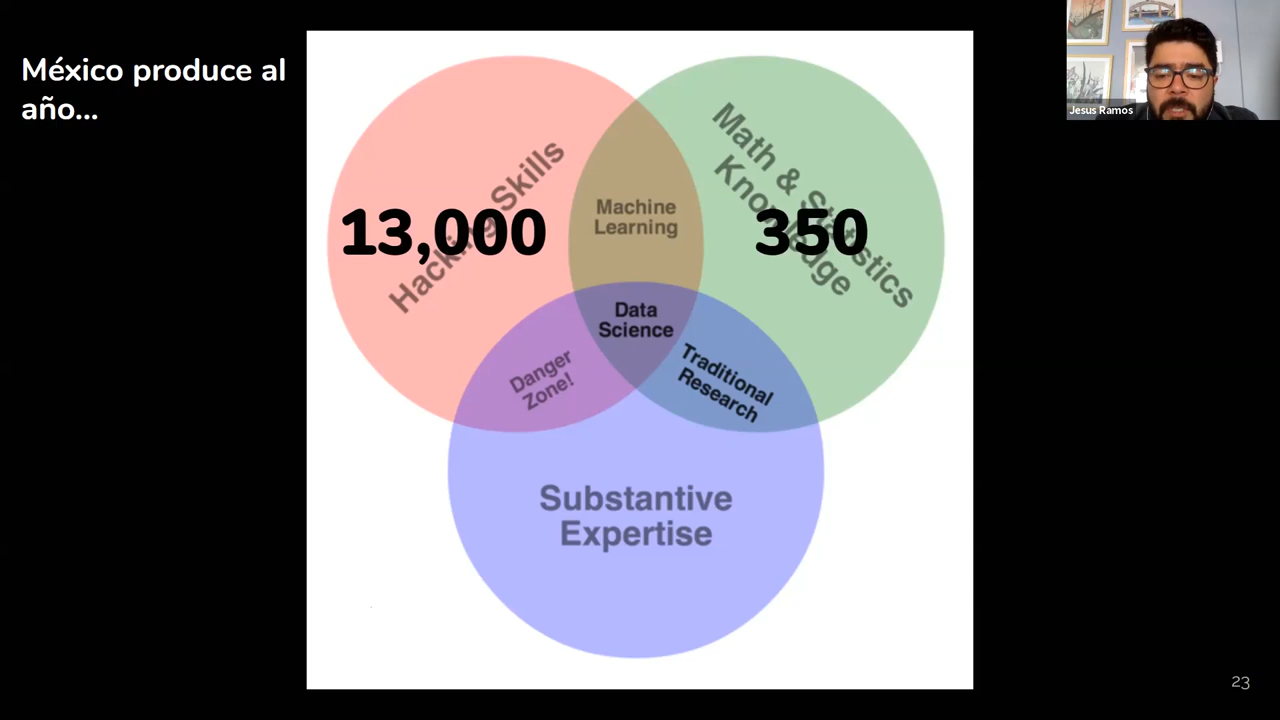 México produce al
año...
Jesus Ramos
Hacking Skills
13,000
Machine
Learning
Math & Statistics
Knowledge
350
Data
Science
Danger
Zone!
Traditional
Research
Substantive
Expertise
23